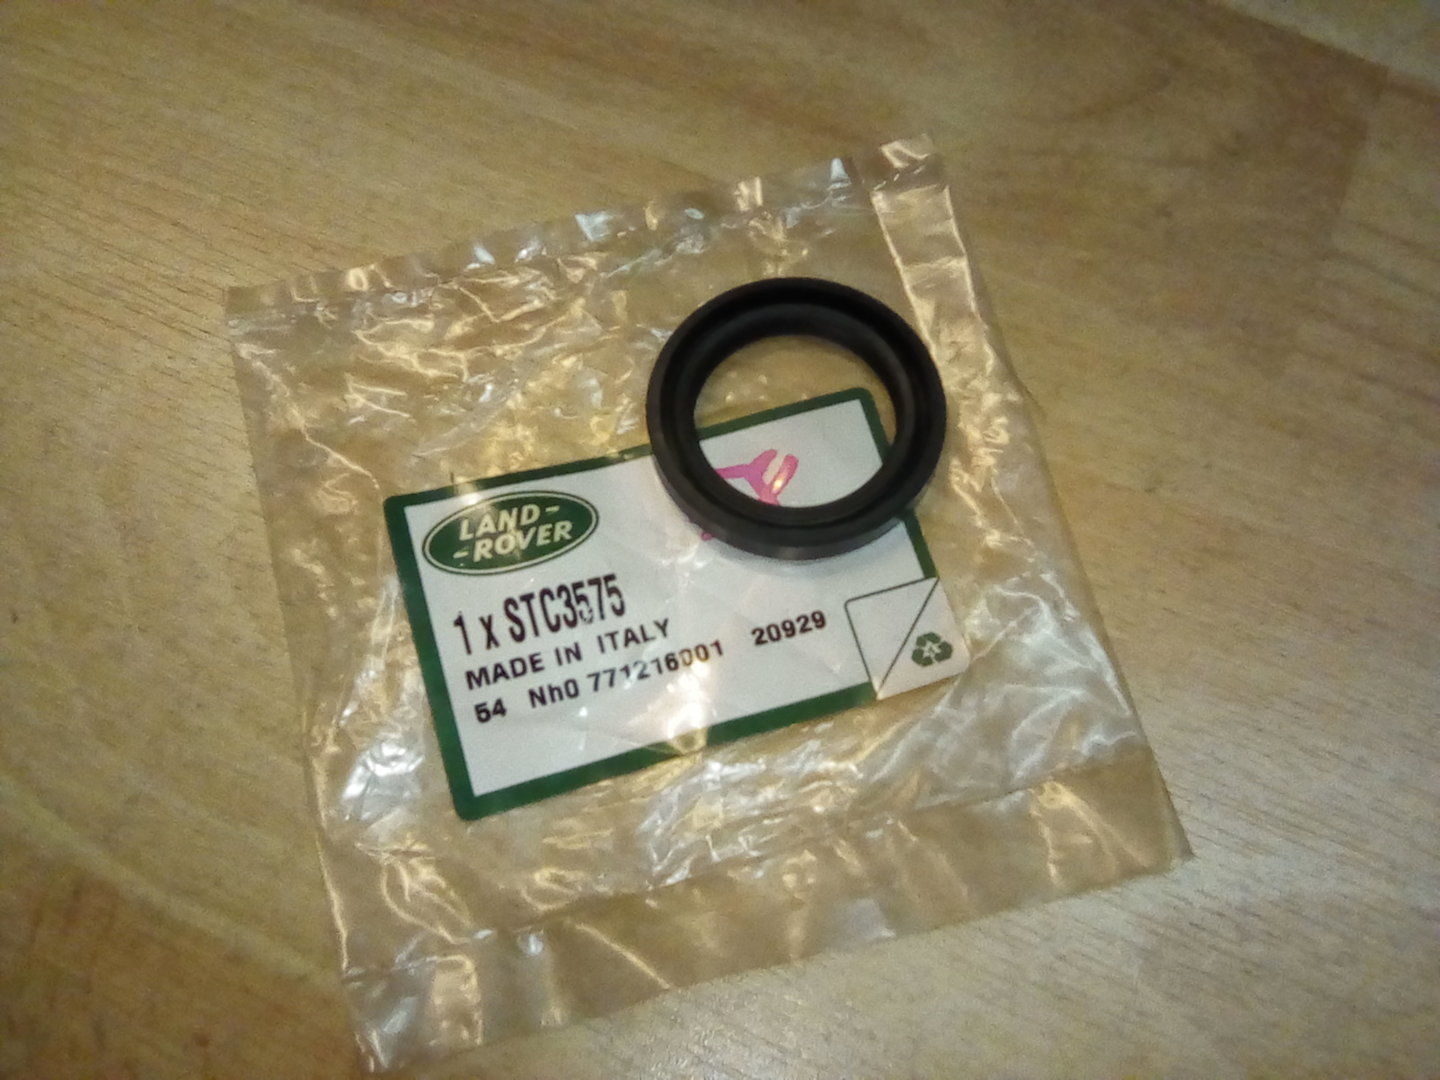 LAND-
-ROVER
1 x STC3575
MADE IN ITALY
54 Nh0 771216001 20929